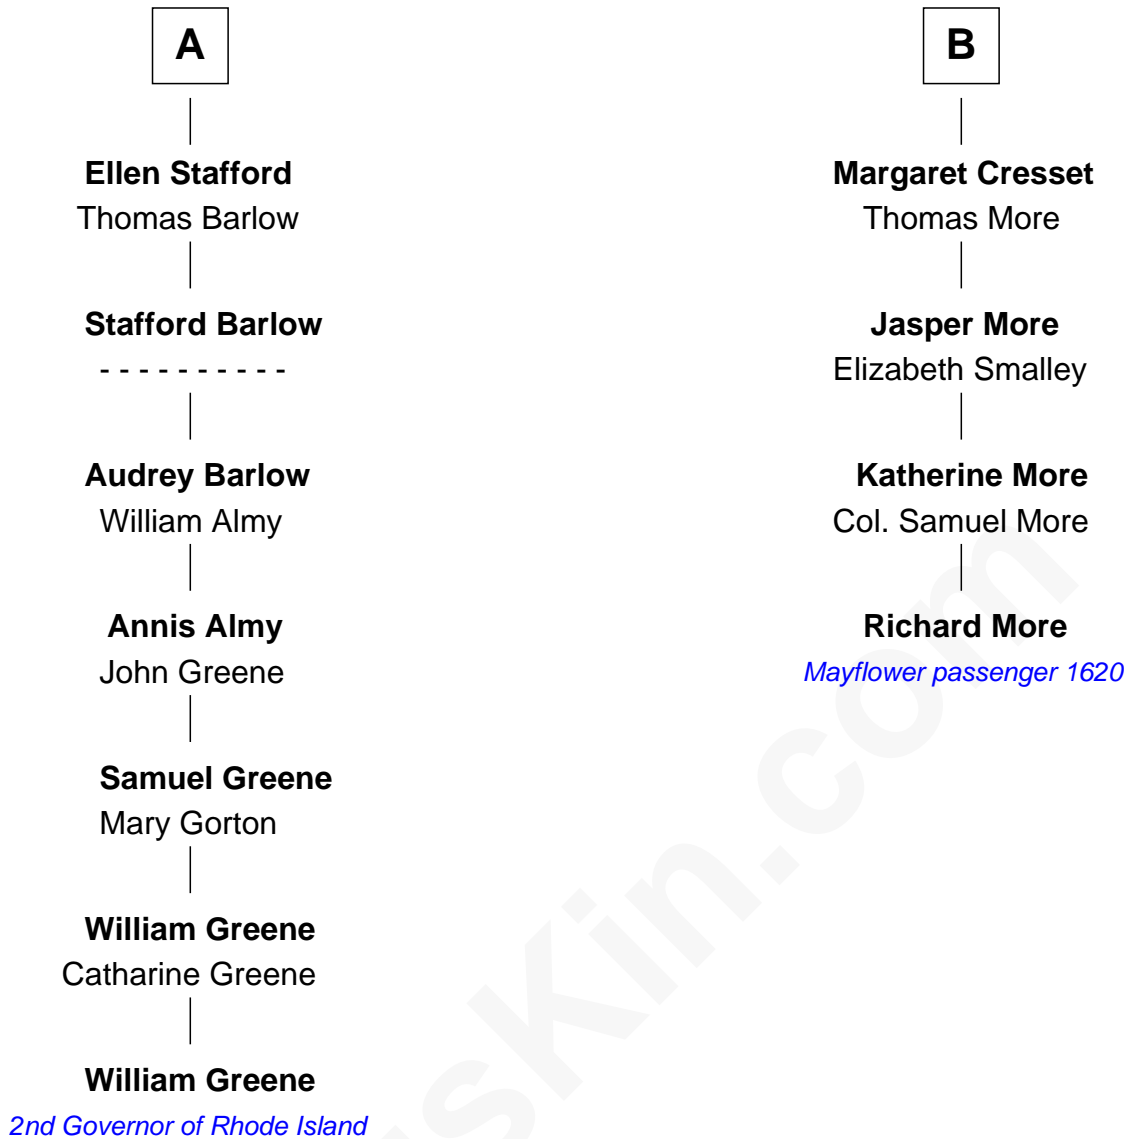 A
Ellen Stafford
Thomas Barlow
Stafford Barlow
- - - - - - - - - -
Audrey Barlow
William Almy
Annis Almy
John Greene
Samuel Greene
Mary Gorton
William Greene
Catharine Greene
William Greene
2nd Governor of Rhode Island
B
Margaret Cresset
Thomas More
Jasper More
Elizabeth Smalley
Katherine More
Col. Samuel More
Richard More
Mayflower passenger 1620
isKin.com